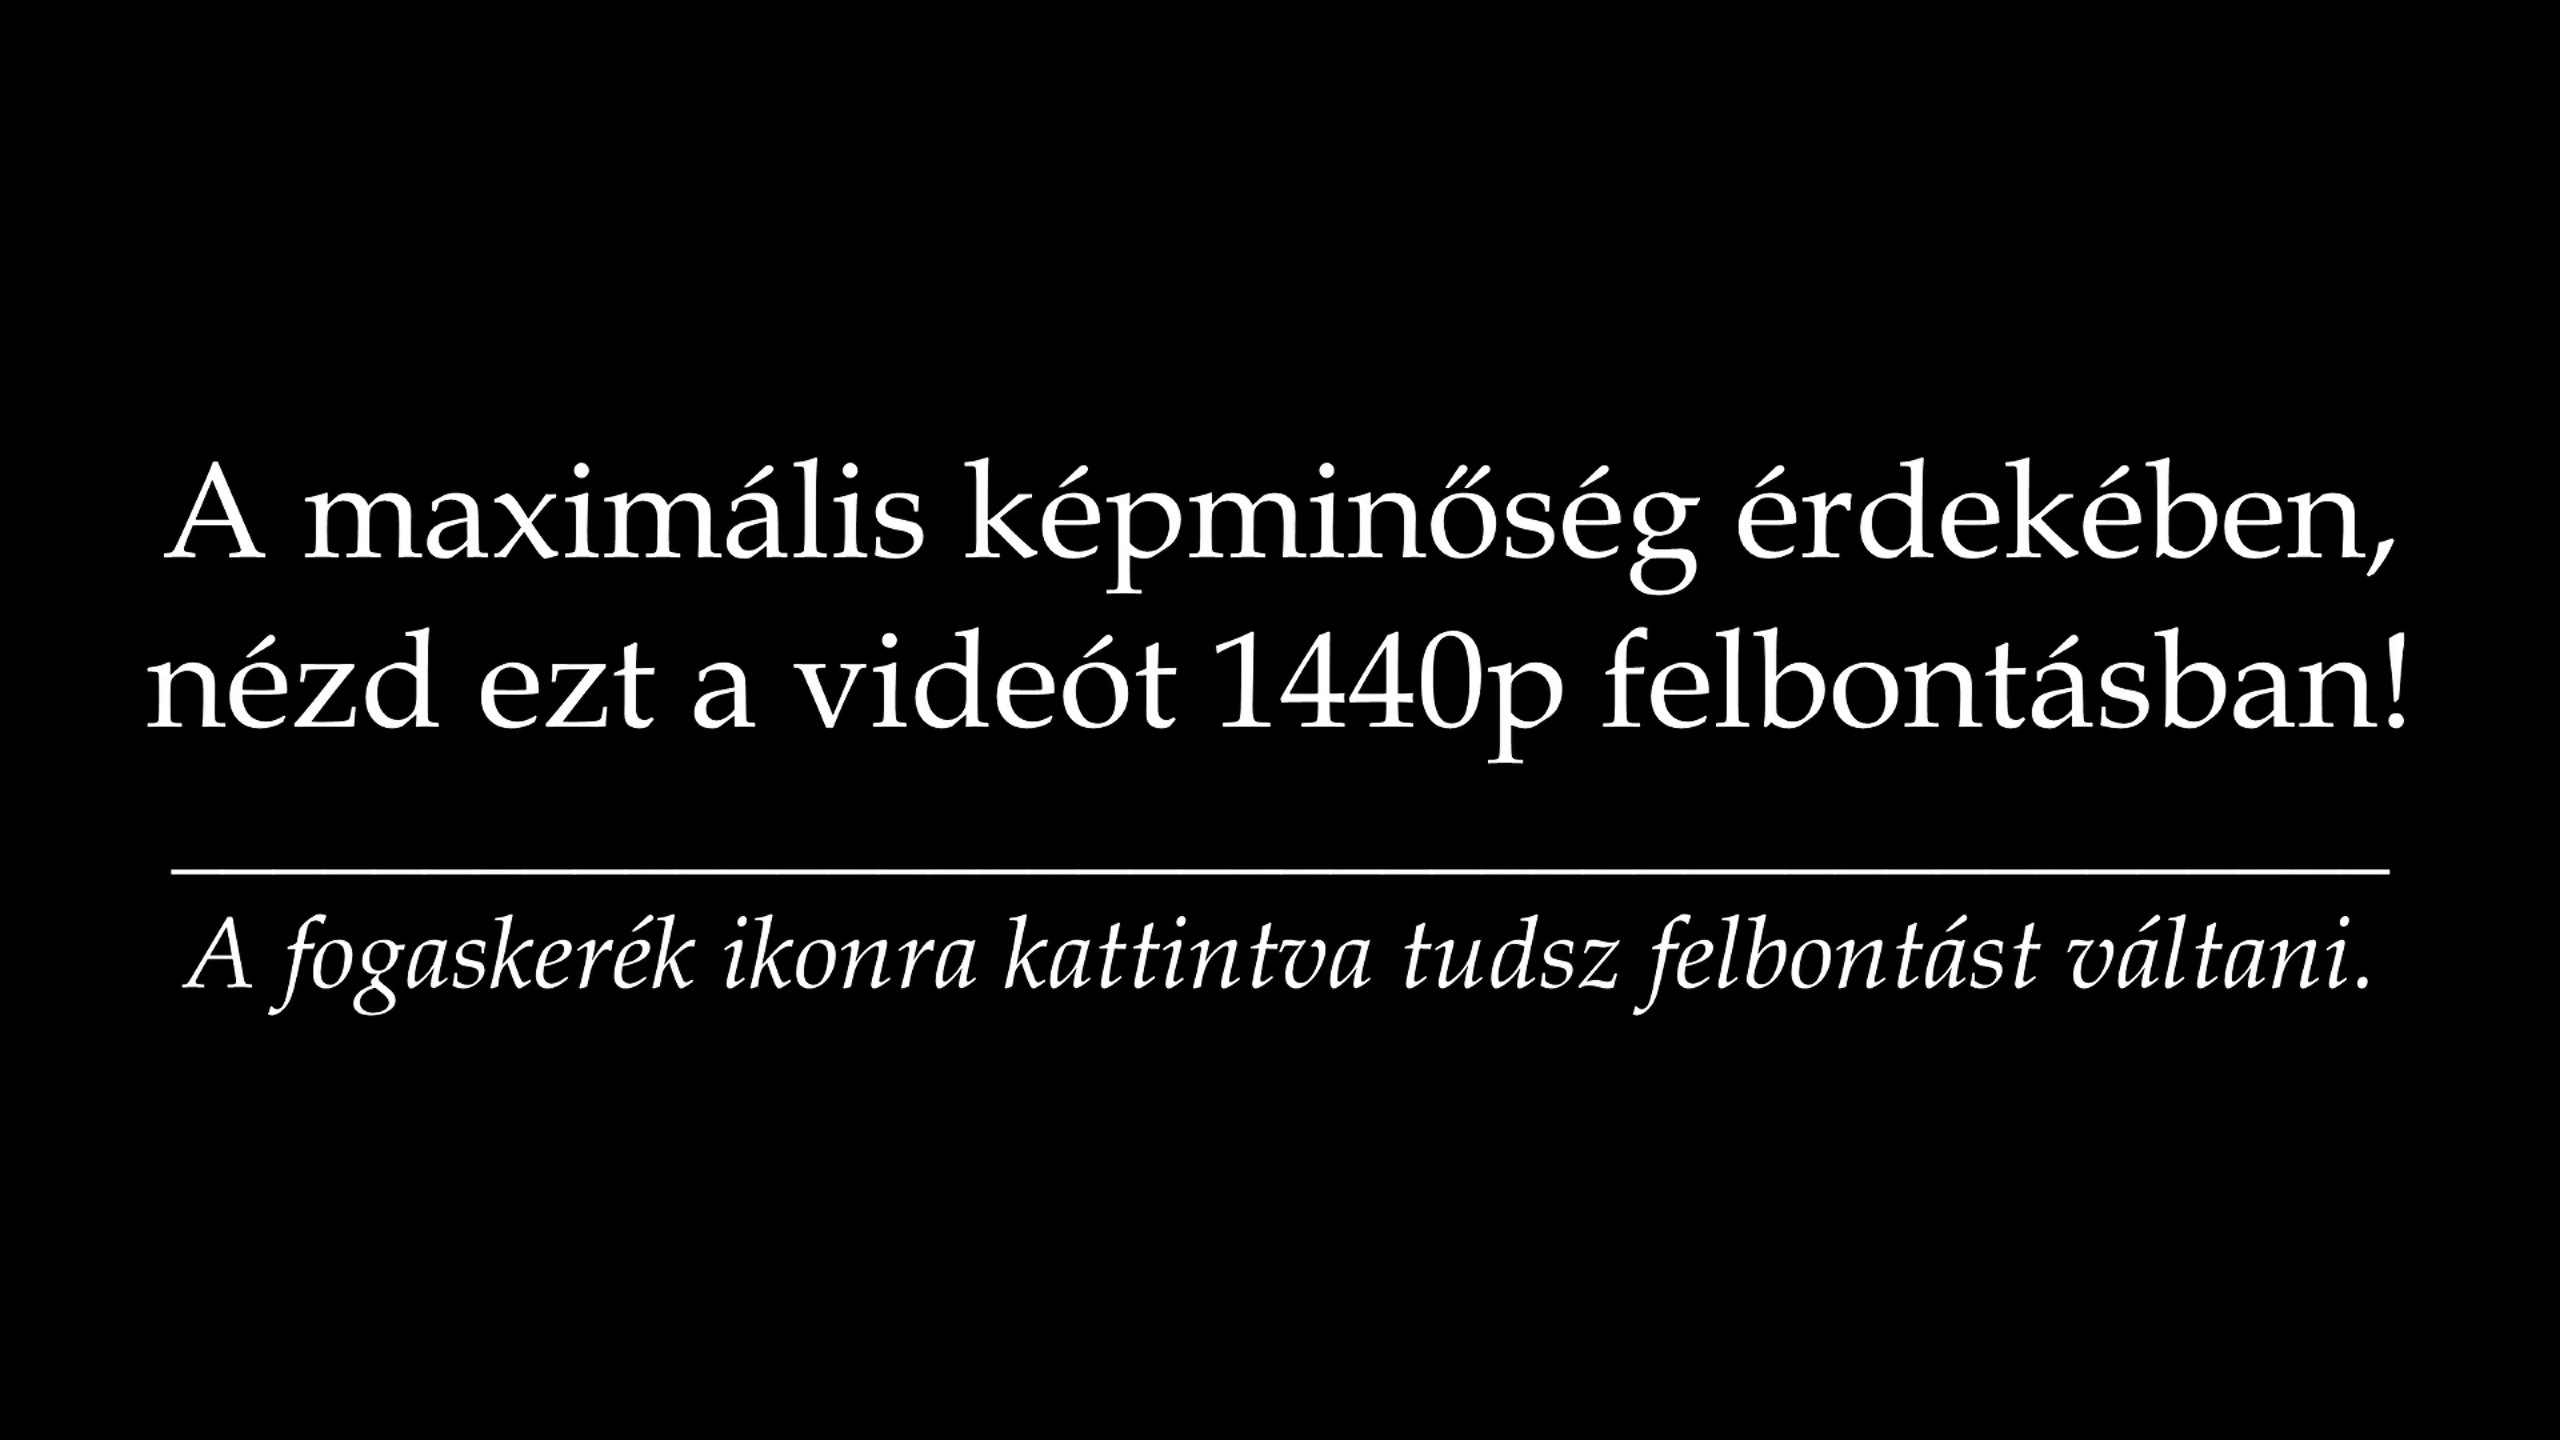 A maximális képminőség érdekében,
nézd ezt a videót 1440p felbontásban!
A fogaskerék ikonra kattintva tudsz felbontást váltani.